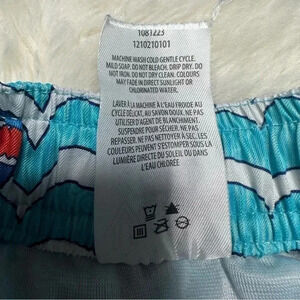 1081223
1210210101
MACHINE WASH COLD GENTLE CYCLE.
MILD SOAP, DO NOT BLEACH. DRIP DRY. DO
NOT IRON. DO NOT DRY CLEAN. COLOURS
MAY FADE IN DIRECT SUNLIGHT OR
CHLORINATED WATER.
LAVER À LA MACHINE À L'EAU FROIDE AU
CYCLE DÉLICAT, AU SAVON DOUX. NE PAS
UTILISER D'AGENT DE BLANCHIMENT.
SUSPENDRE POUR SÉCHER. NE PAS
REPASSER. NE PAS NETTOYER À SEC. LES
COULEURS PEUVENT S'ESTOMPER SOUS LA
LUMIÈRE DIRECTE DU SOLEIL OU DANS
L'EAU CHLORÉE